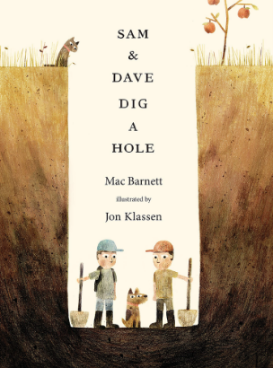 SAM
&
DAVE
DIG
A
HOLE
Mac Barnett
illustrated by
Jon Klassen